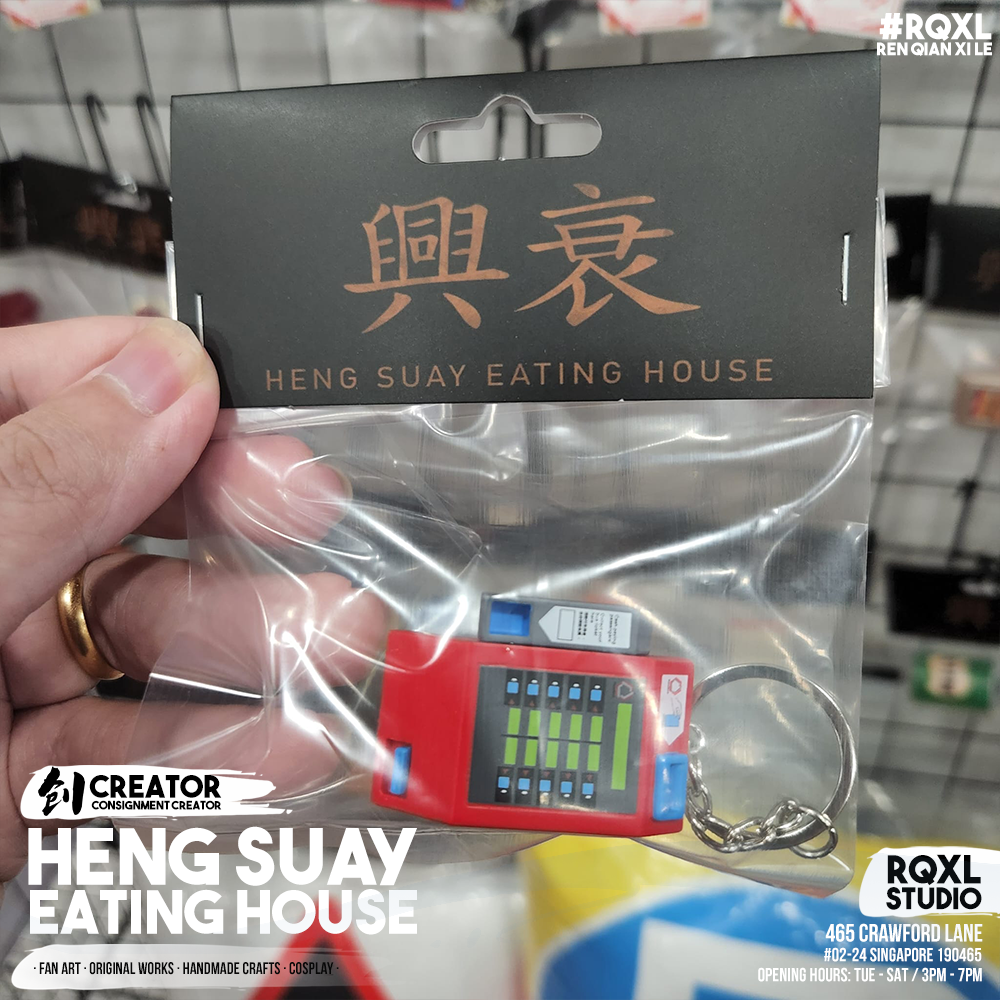 #RQXL
REN QIAN XI LE
興衰
HENG SUAY EATING HOUSE
創 CREATOR
CONSIGNMENT CREATOR
HENG SUAY
EATING HOUSE
· FAN ART · ORIGINAL WORKS · HANDMADE CRAFTS · COSPLAY ·
RQXL
STUDIO
465 CRAWFORD LANE
#02-24 SINGAPORE 190465
OPENING HOURS: TUE - SAT / 3PM - 7PM